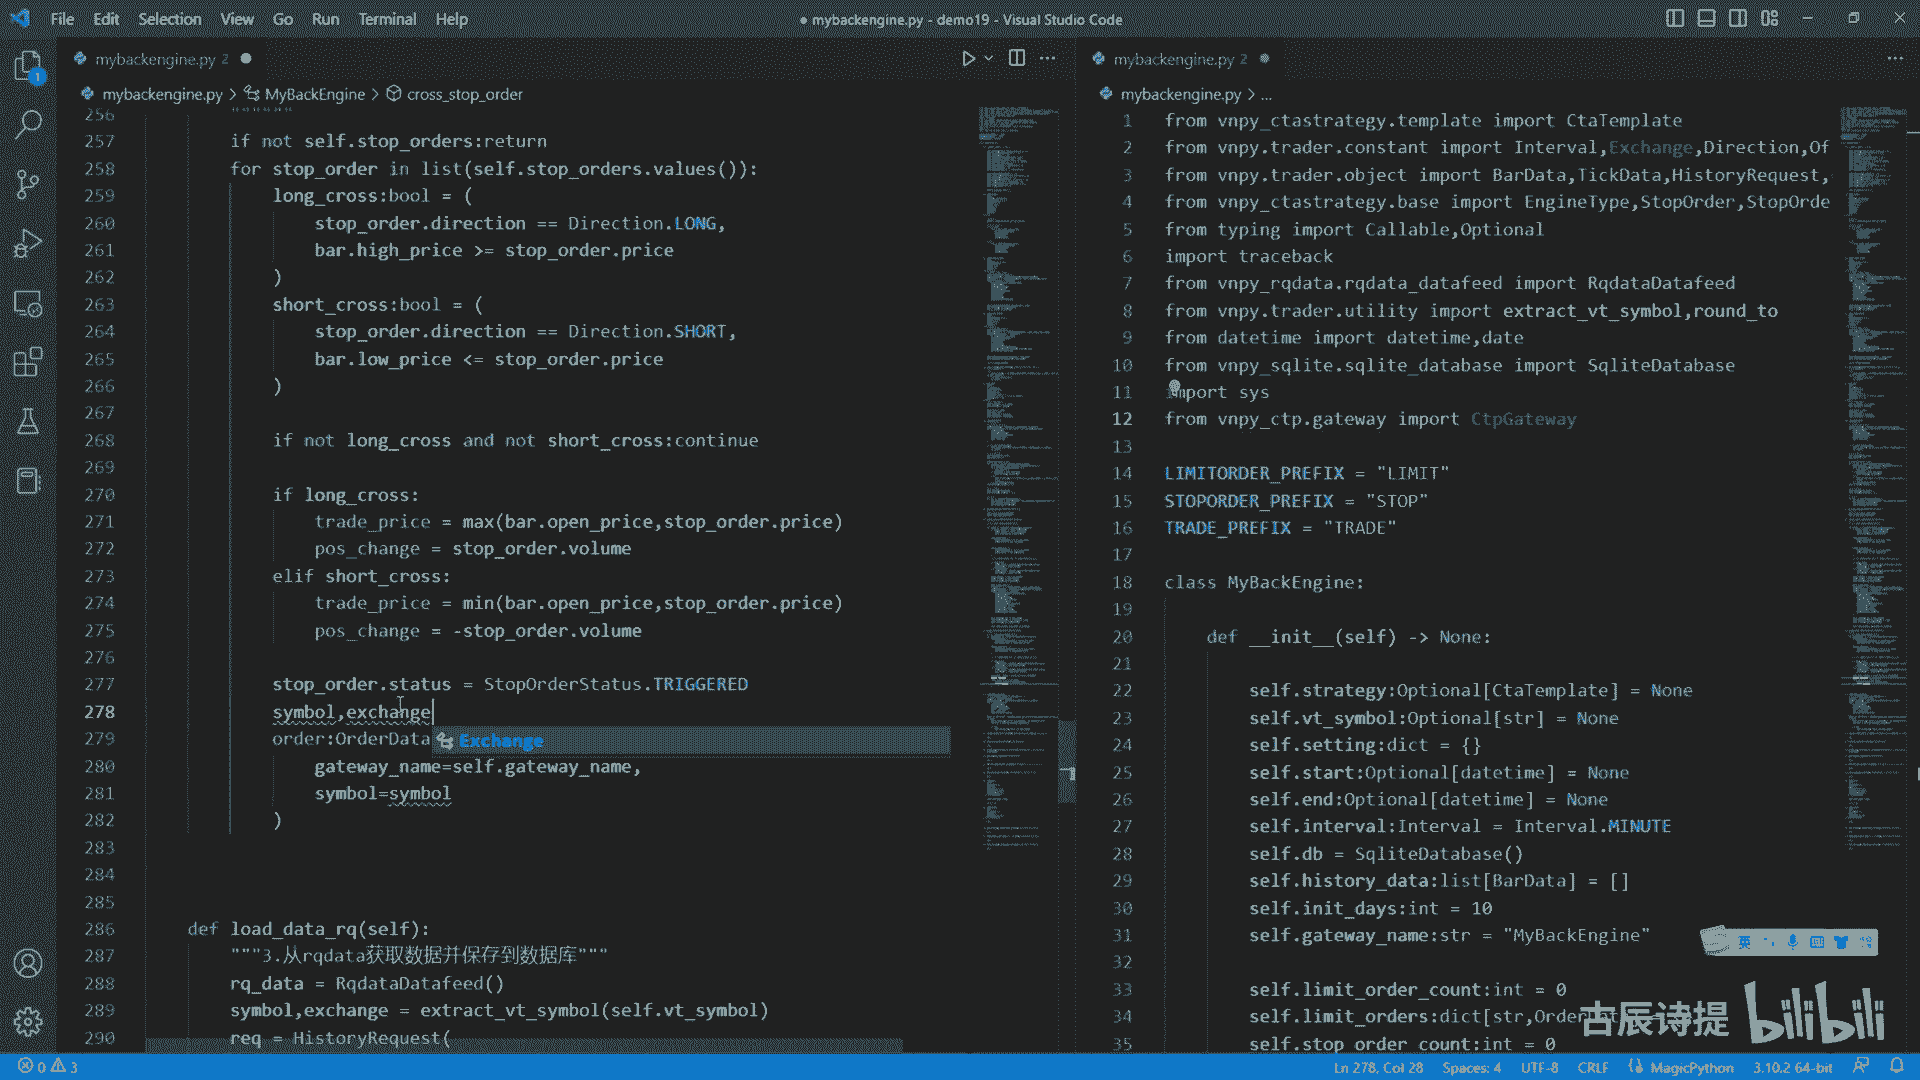 File Edit Selection View Go Run Terminal Help
● mybackengine.py - demo19 - Visual Studio Code
mybackengine.py 2 ●
mybackengine.py > MyBackEngine > cross_stop_order
256
257 if not self.stop_orders:return
258 for stop_order in list(self.stop_orders.values()):
259 long_cross:bool = (
260 stop_order.direction == Direction.LONG,
261 bar.high_price >= stop_order.price
262 )
263 short_cross:bool = (
264 stop_order.direction == Direction.SHORT,
265 bar.low_price <= stop_order.price
266 )
267
268 if not long_cross and not short_cross:continue
269
270 if long_cross:
271 trade_price = max(bar.open_price,stop_order.price)
272 pos_change = stop_order.volume
273 elif short_cross:
274 trade_price = min(bar.open_price,stop_order.price)
275 pos_change = -stop_order.volume
276
277 stop_order.status = StopOrderStatus.TRIGGERED
278 symbol,exchange
279 order:OrderData
Exchange
280 gateway_name=self.gateway_name,
281 symbol=symbol
282 )
283
284
285
286 def load_data_rq(self):
287 """3.从rqdata获取数据并保存到数据库"""
288 rq_data = RqdataDatafeed()
289 symbol,exchange = extract_vt_symbol(self.vt_symbol)
290 req = HistoryRequest(
mybackengine.py 2 ●
mybackengine.py > ...
1 from vnpy_ctastrategy.template import CtaTemplate
2 from vnpy.trader.constant import Interval,Exchange,Direction,Of
3 from vnpy.trader.object import BarData,TickData,HistoryRequest,
4 from vnpy_ctastrategy.base import EngineType,StopOrder,StopOrde
5 from typing import Callable,Optional
6 import traceback
7 from vnpy_rqdata.rqdata_datafeed import RqdataDatafeed
8 from vnpy.trader.utility import extract_vt_symbol,round_to
9 from datetime import datetime,date
10 from vnpy_sqlite.sqlite_database import SqliteDatabase
11 import sys
12 from vnpy_ctp.gateway import CtpGateway
13
14 LIMITORDER_PREFIX = "LIMIT"
15 STOPORDER_PREFIX = "STOP"
16 TRADE_PREFIX = "TRADE"
17
18 class MyBackEngine:
19
20 def __init__(self) -> None:
21
22 self.strategy:Optional[CtaTemplate] = None
23 self.vt_symbol:Optional[str] = None
24 self.setting:dict = {}
25 self.start:Optional[datetime] = None
26 self.end:Optional[datetime] = None
27 self.interval:Interval = Interval.MINUTE
28 self.db = SqliteDatabase()
29 self.history_data:list[BarData] = []
30 self.init_days:int = 10
31 self.gateway_name:str = "MyBackEngine"
32
33 self.limit_order_count:int = 0
34 self.limit_orders:dict[str,Order
35 self.stop_order_count:int = 0
英
古辰诗提 bilibili
0 3
Ln 278, Col 28 Spaces: 4 UTF-8 CRLF MagicPython 3.10.2 64-bit